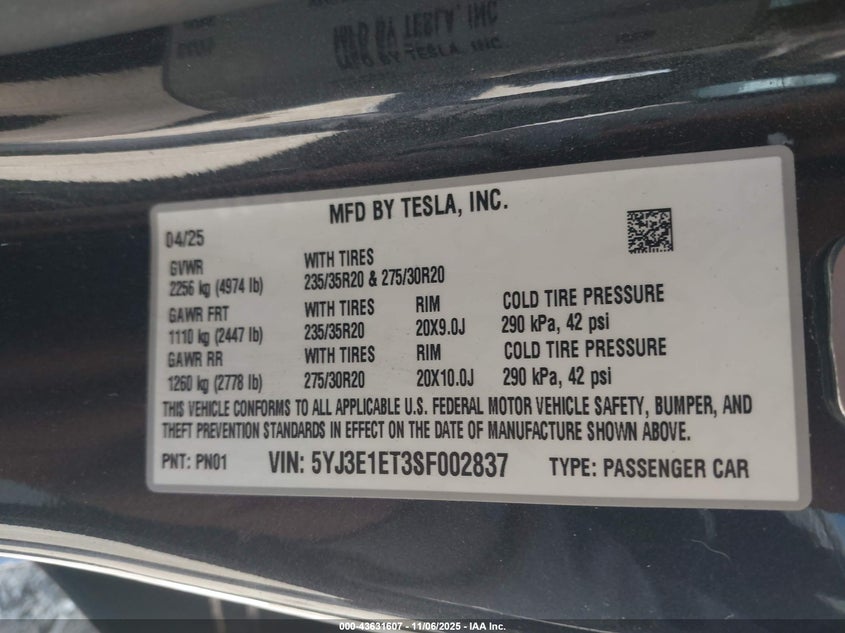 MFD BY TESLA, INC.
04/25
GVWR
2256 kg (4974 lb)
WITH TIRES
235/35R20 & 275/30R20
GAWR FRT
1110 kg (2447 lb)
WITH TIRES
235/35R20
RIM
20X9.0J
COLD TIRE PRESSURE
290 kPa, 42 psi
GAWR RR
1260 kg (2778 lb)
WITH TIRES
275/30R20
RIM
20X10.0J
COLD TIRE PRESSURE
290 kPa, 42 psi
THIS VEHICLE CONFORMS TO ALL APPLICABLE U.S. FEDERAL MOTOR VEHICLE SAFETY, BUMPER, AND
THEFT PREVENTION STANDARDS IN EFFECT ON THE DATE OF MANUFACTURE SHOWN ABOVE.
PNT: PN01
VIN: 5YJ3E1ET3SF002837
TYPE: PASSENGER CAR
000-43631607 - 11/06/2025 - IAA Inc.